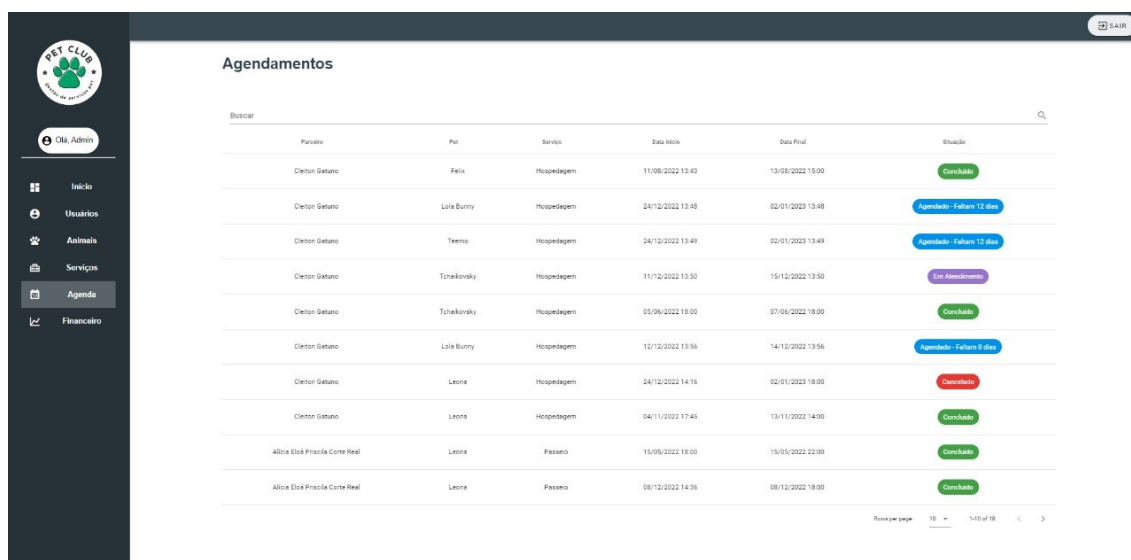 SAIR
PET CLUB
gestão de serviços pet
Olá, Admin
Início
Usuários
Animais
Serviços
Agenda
Financeiro
Agendamentos
Buscar
Parceiro Pet Serviço Data Início Data Final Situação
Cleiton Gatuno Felix Hospedagem 11/08/2022 13:43 13/08/2022 15:00 Concluído
Cleiton Gatuno Lola Bunny Hospedagem 24/12/2022 13:48 02/01/2023 13:48 Agendado - Faltam 12 dias
Cleiton Gatuno Teemo Hospedagem 24/12/2022 13:49 02/01/2023 13:49 Agendado - Faltam 12 dias
Cleiton Gatuno Tchaikovsky Hospedagem 11/12/2022 13:50 15/12/2022 13:50 Em Atendimento
Cleiton Gatuno Tchaikovsky Hospedagem 05/06/2022 18:00 07/06/2022 18:00 Concluído
Cleiton Gatuno Lola Bunny Hospedagem 12/12/2022 13:56 14/12/2022 13:56 Agendado - Faltam 0 dias
Cleiton Gatuno Leona Hospedagem 24/12/2022 14:16 02/01/2023 18:00 Cancelado
Cleiton Gatuno Leona Hospedagem 04/11/2022 17:45 13/11/2022 14:00 Concluído
Alícia Eloá Priscila Corte Real Leona Passeio 15/05/2022 18:00 15/05/2022 22:00 Concluído
Alícia Eloá Priscila Corte Real Leona Passeio 08/12/2022 14:36 08/12/2022 18:00 Concluído
Rows per page: 10 1-10 of 18